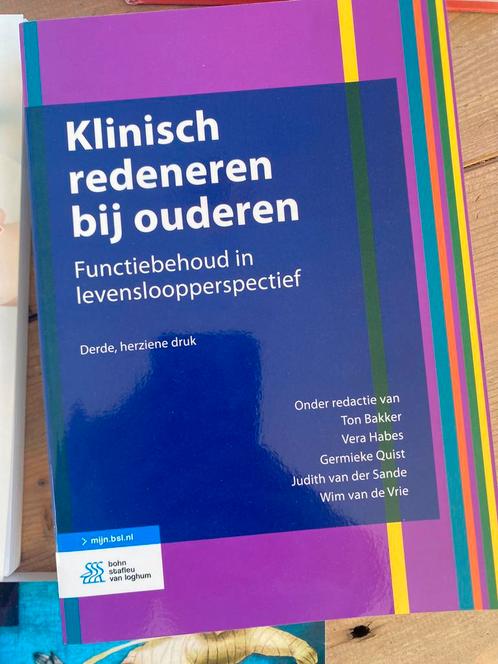 Klinisch
redeneren
bij ouderen
Functiebehoud in
levensloopperspectief
Derde, herziene druk
Onder redactie van
Ton Bakker
Vera Habes
Germieke Quist
Judith van der Sande
Wim van de Vrie
> mijn.bsl.nl
bohn
stafleu
van loghum